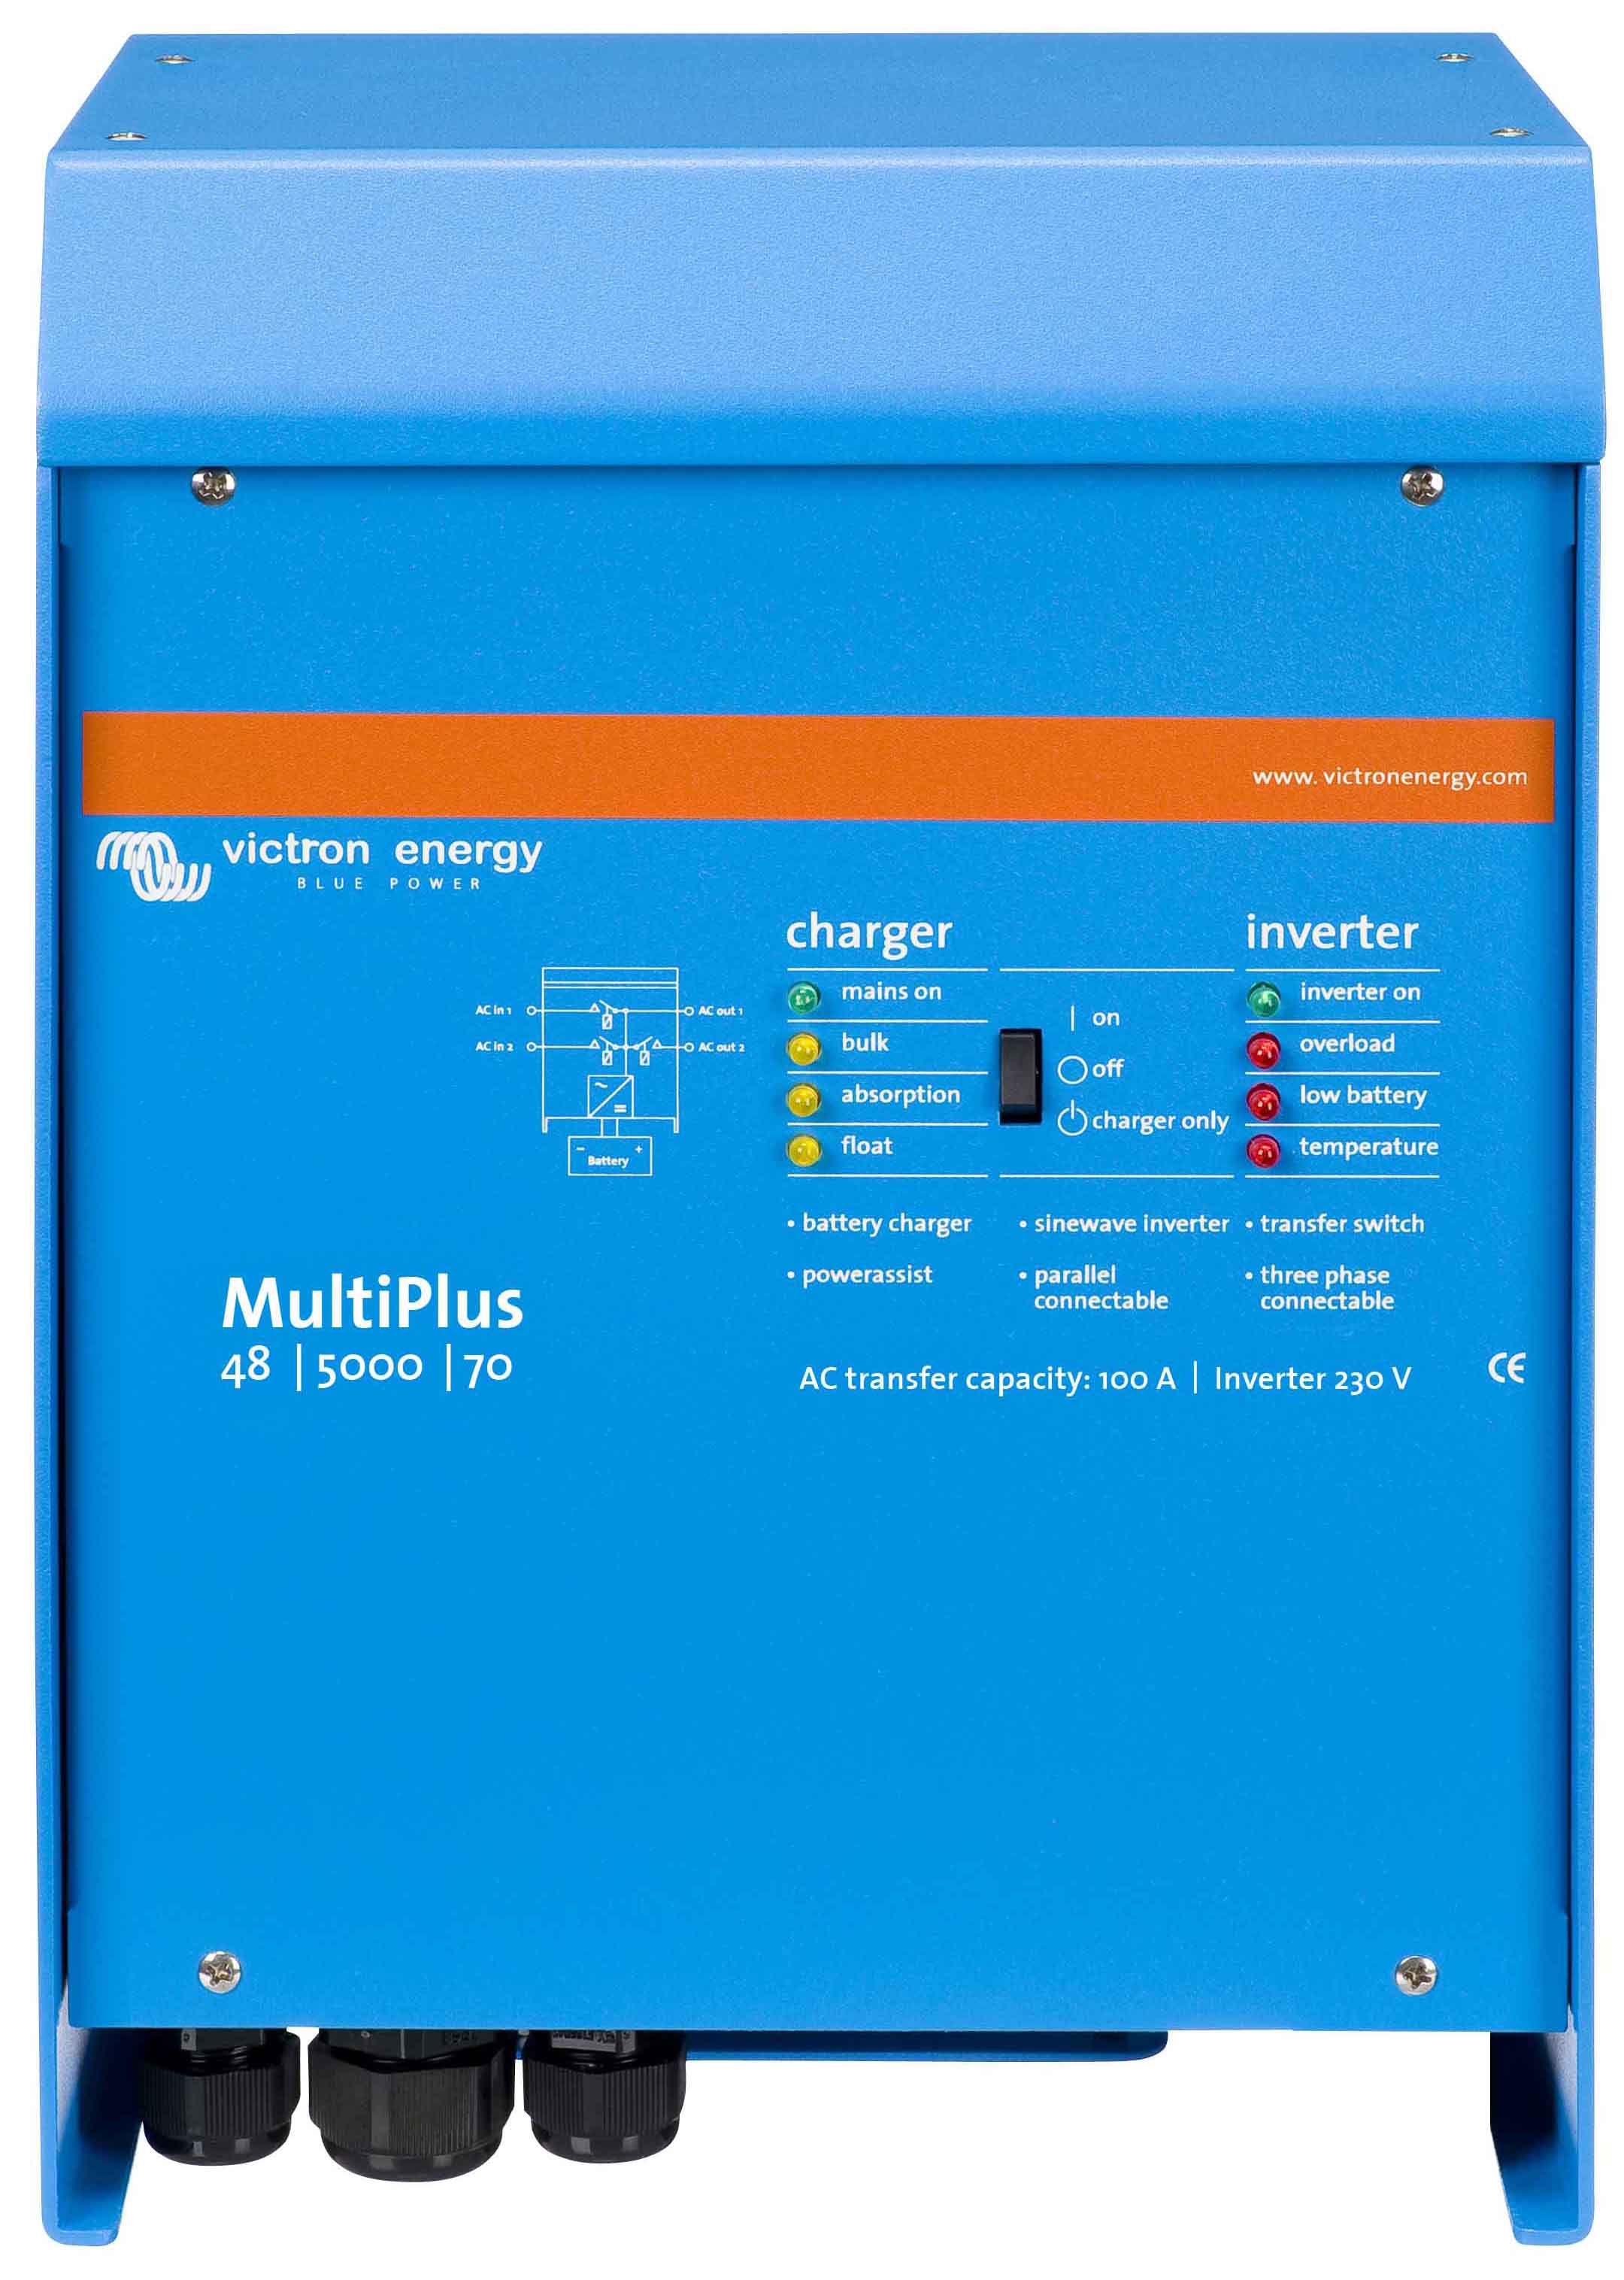 www. victronenergy.com
victron energy
BLUE POWER
charger
inverter
mains on
bulk
absorption
float
on
off
charger only
inverter on
overload
low battery
temperature
AC in 1
AC out 1
AC in 2
AC out 2
- +
Battery
• battery charger
• sinewave inverter
• transfer switch
• powerassist
• parallel
connectable
• three phase
connectable
MultiPlus
48 | 5000 | 70
AC transfer capacity: 100 A | Inverter 230 V
CE